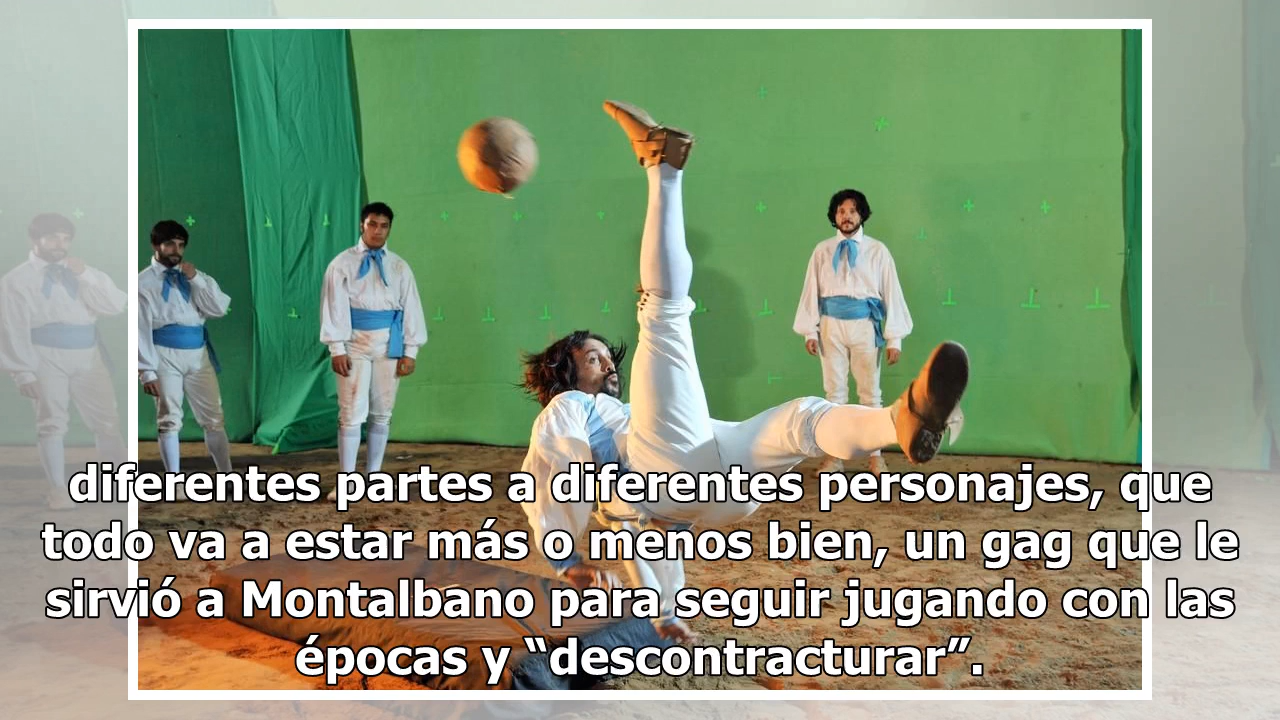 diferentes partes a diferentes personajes, que
todo va a estar más o menos bien, un gag que le
sirvió a Montalbano para seguir jugando con las
épocas y “descontracturar”.